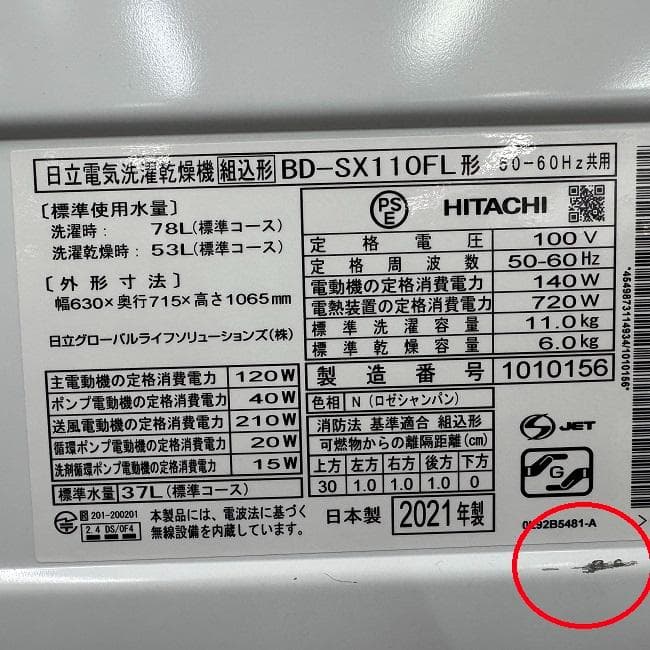 日立電気洗濯乾燥機 組込形 BD-SX110FL形 50-60Hz共用
〔標準使用水量〕
洗濯時: 78L(標準コース)
洗濯乾燥時: 53L(標準コース)
〔外形寸法〕
幅630×奥行715×高さ1065mm
日立グローバルライフソリューションズ(株)
主電動機の定格消費電力 120W
ポンプ電動機の定格消費電力 40W
送風電動機の定格消費電力 210W
循環ポンプ電動機の定格消費電力 20W
洗剤循環ポンプ電動機の定格消費電力 15W
標準水量 37L(標準コース)
R 201-200201
2.4 DS/OF4
本製品には、電波法に基づく
無線設備を内蔵しています。
PSE HITACHI
定格電圧 100V
定格周波数 50-60Hz
電動機の定格消費電力 140W
電熱装置の定格消費電力 720W
標準洗濯容量 11.0kg
標準乾燥容量 6.0kg
製造番号 1010156
色相 N(ロゼシャンパン)
消防法 基準適合 組込形
可燃物からの離隔距離(cm)
上方 左方 右方 後方 下方
30 1.0 1.0 1.0 0
日本製 2021年製
S JET
G
0E92B5481-A
*4549873114934/1010156*